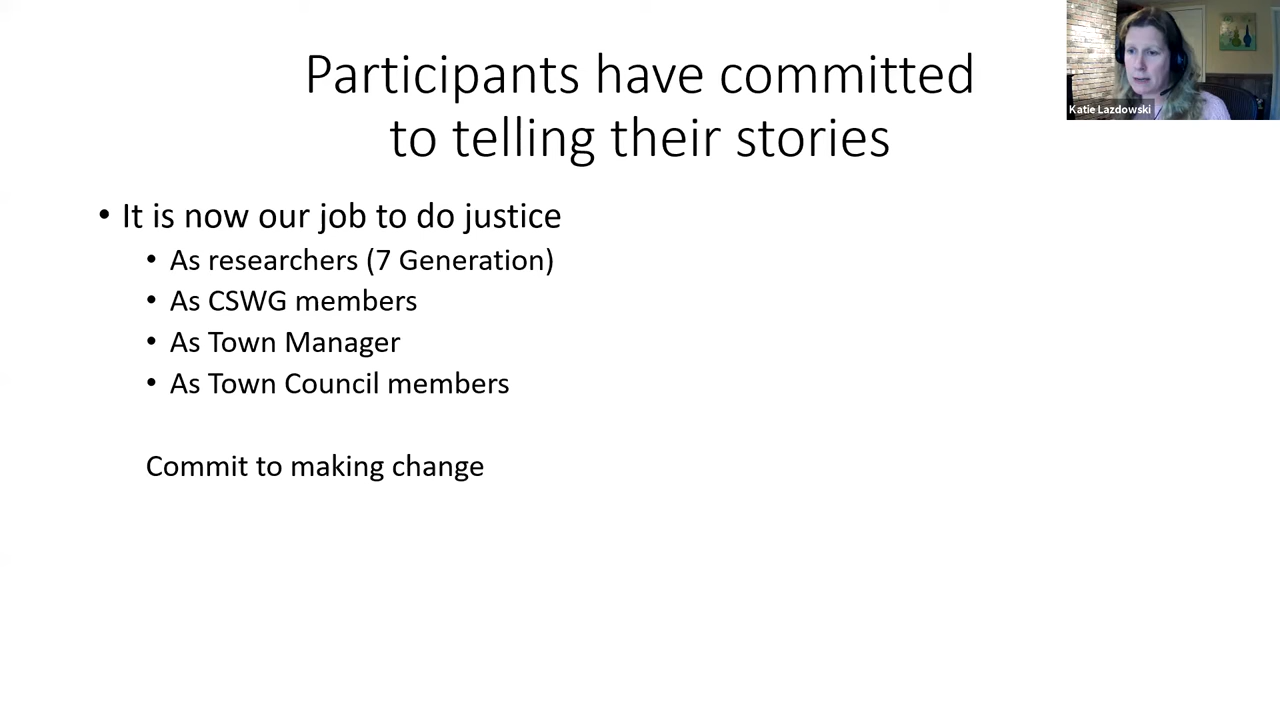 Participants have committed
to telling their stories
Katie Lazdowski
• It is now our job to do justice
• As researchers (7 Generation)
• As CSWG members
• As Town Manager
• As Town Council members
Commit to making change